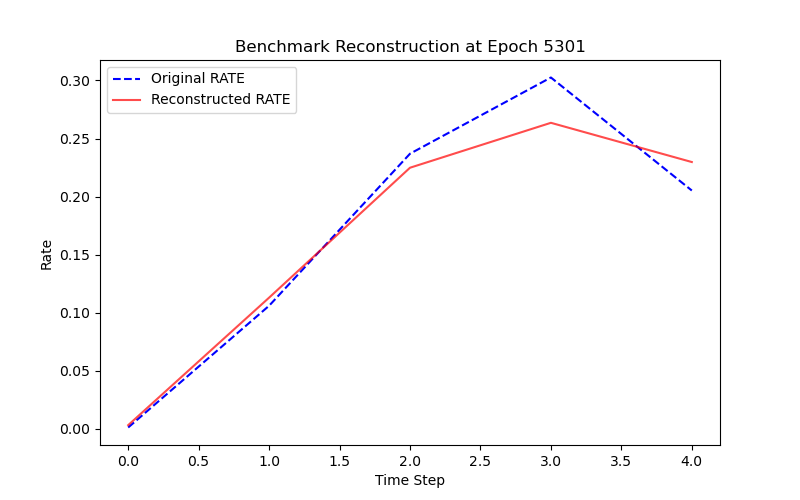 Benchmark Reconstruction at Epoch 5301
Original RATE
Reconstructed RATE
0.30
0.25
0.20
0.15
0.10
0.05
0.00
Rate
0.0 0.5 1.0 1.5 2.0 2.5 3.0 3.5 4.0
Time Step